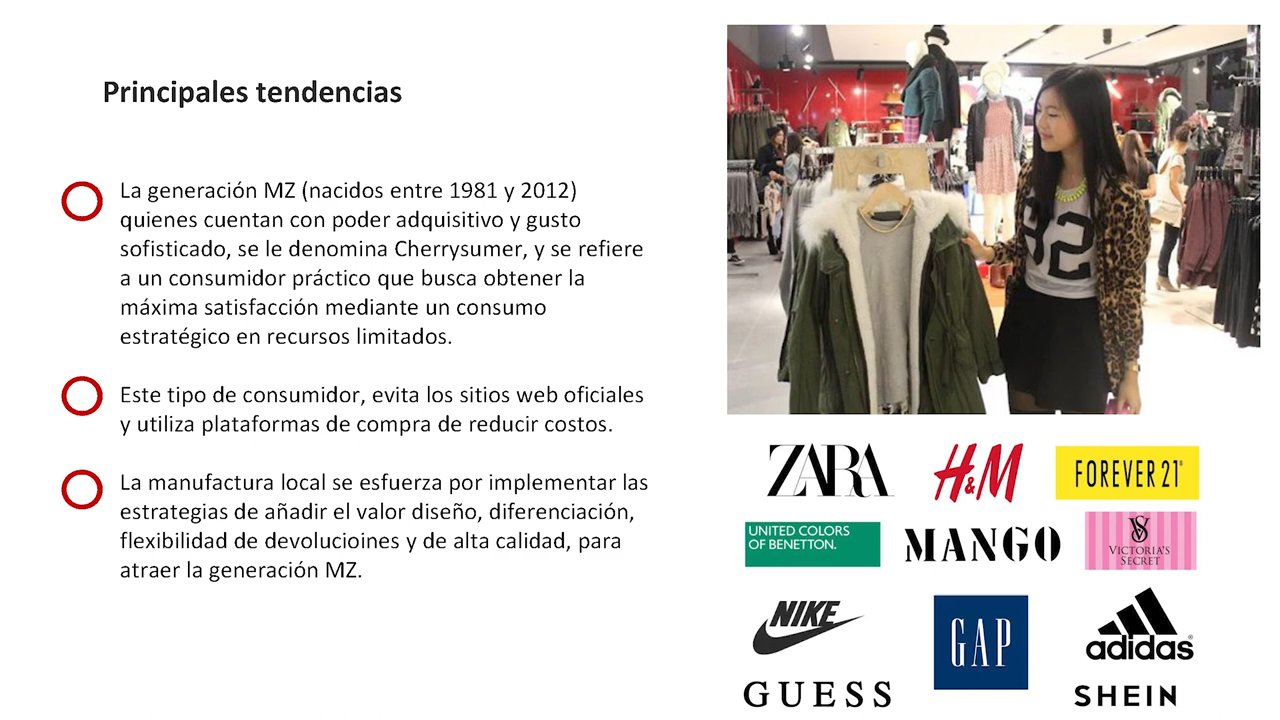 Principales tendencias
La generación MZ (nacidos entre 1981 y 2012)
quienes cuentan con poder adquisitivo y gusto
sofisticado, se le denomina Cherrysumer, y se refiere
a un consumidor práctico que busca obtener la
máxima satisfacción mediante un consumo
estratégico en recursos limitados.
Este tipo de consumidor, evita los sitios web oficiales
y utiliza plataformas de compra de reducir costos.
La manufactura local se esfuerza por implementar las
estrategias de añadir el valor diseño, diferenciación,
flexibilidad de devolucioines y de alta calidad, para
atraer la generación MZ.
92
ZARA
H&M
FOREVER 21
UNITED COLORS
OF BENETTON.
MANGO
VS
VICTORIA'S
SECRET
NIKE
GAP
adidas
GUESS
SHEIN